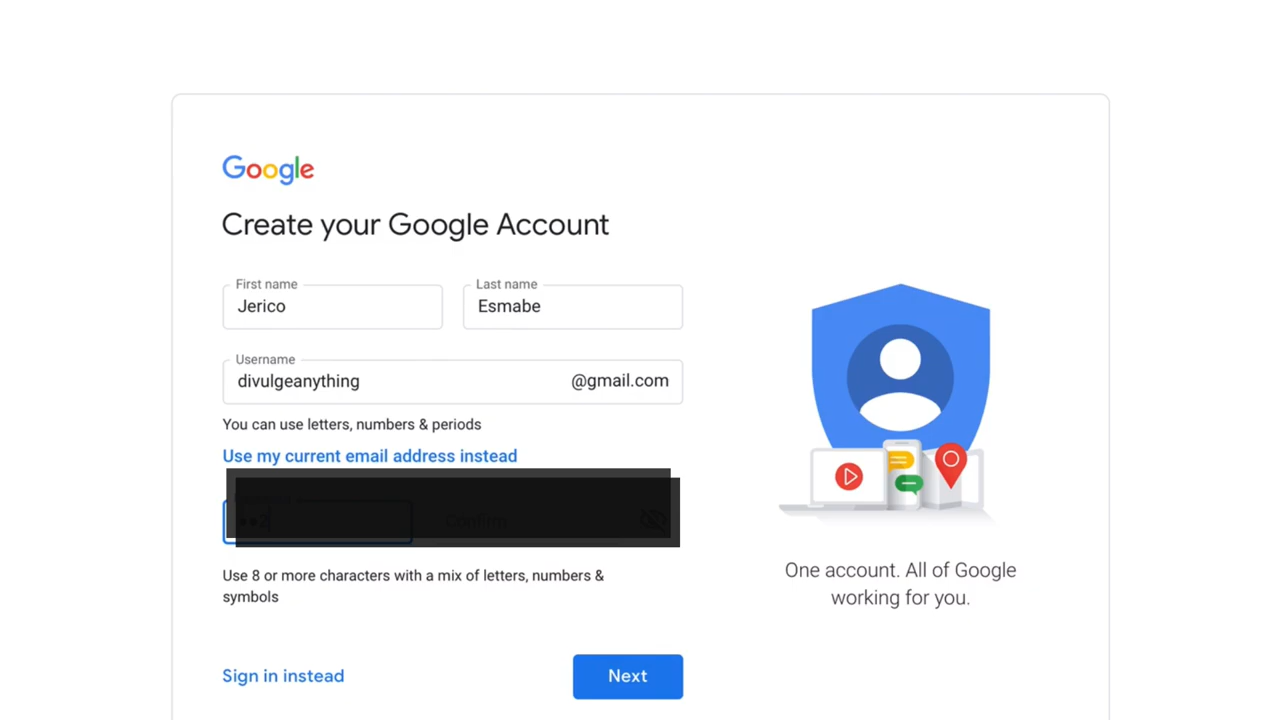 Google
Create your Google Account
First name
Last name
Jerico
Esmabe
Username
divulgeanything
@gmail.com
You can use letters, numbers & periods
Use my current email address instead
Confirm
Use 8 or more characters with a mix of letters, numbers &
symbols
One account. All of Google
working for you.
Sign in instead
Next